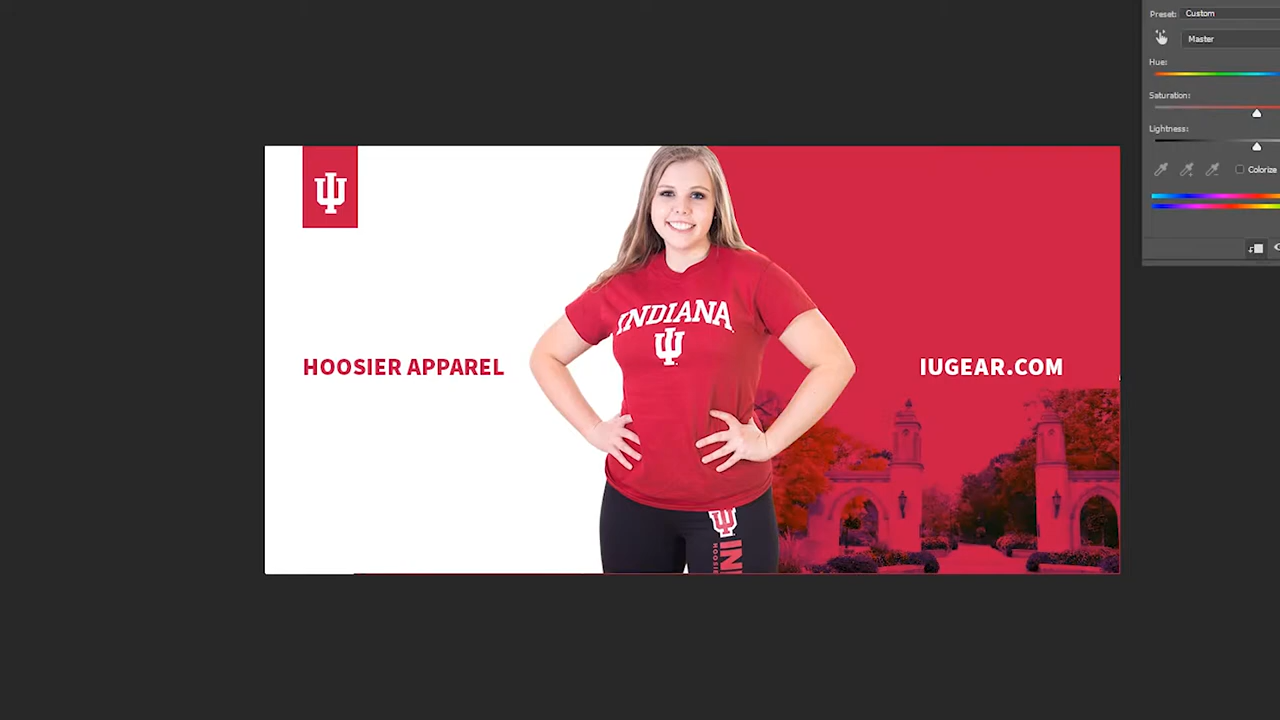 Preset: Custom
Master
Hue:
Saturation:
Lightness:
Colorize
INDIANA
HOOSIER APPAREL
IUGEAR.COM